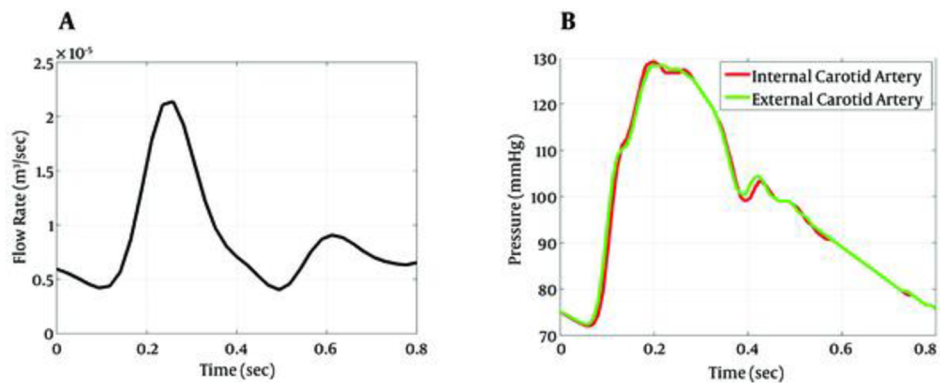 A
×10⁻⁵
2.5
2
1.5
1
0.5
0
0 0.2 0.4 0.6 0.8
Flow Rate (m³/sec)
Time (sec)
B
130
120
110
100
90
80
70
0 0.2 0.4 0.6 0.8
Pressure (mmHg)
Time (sec)
Internal Carotid Artery
External Carotid Artery